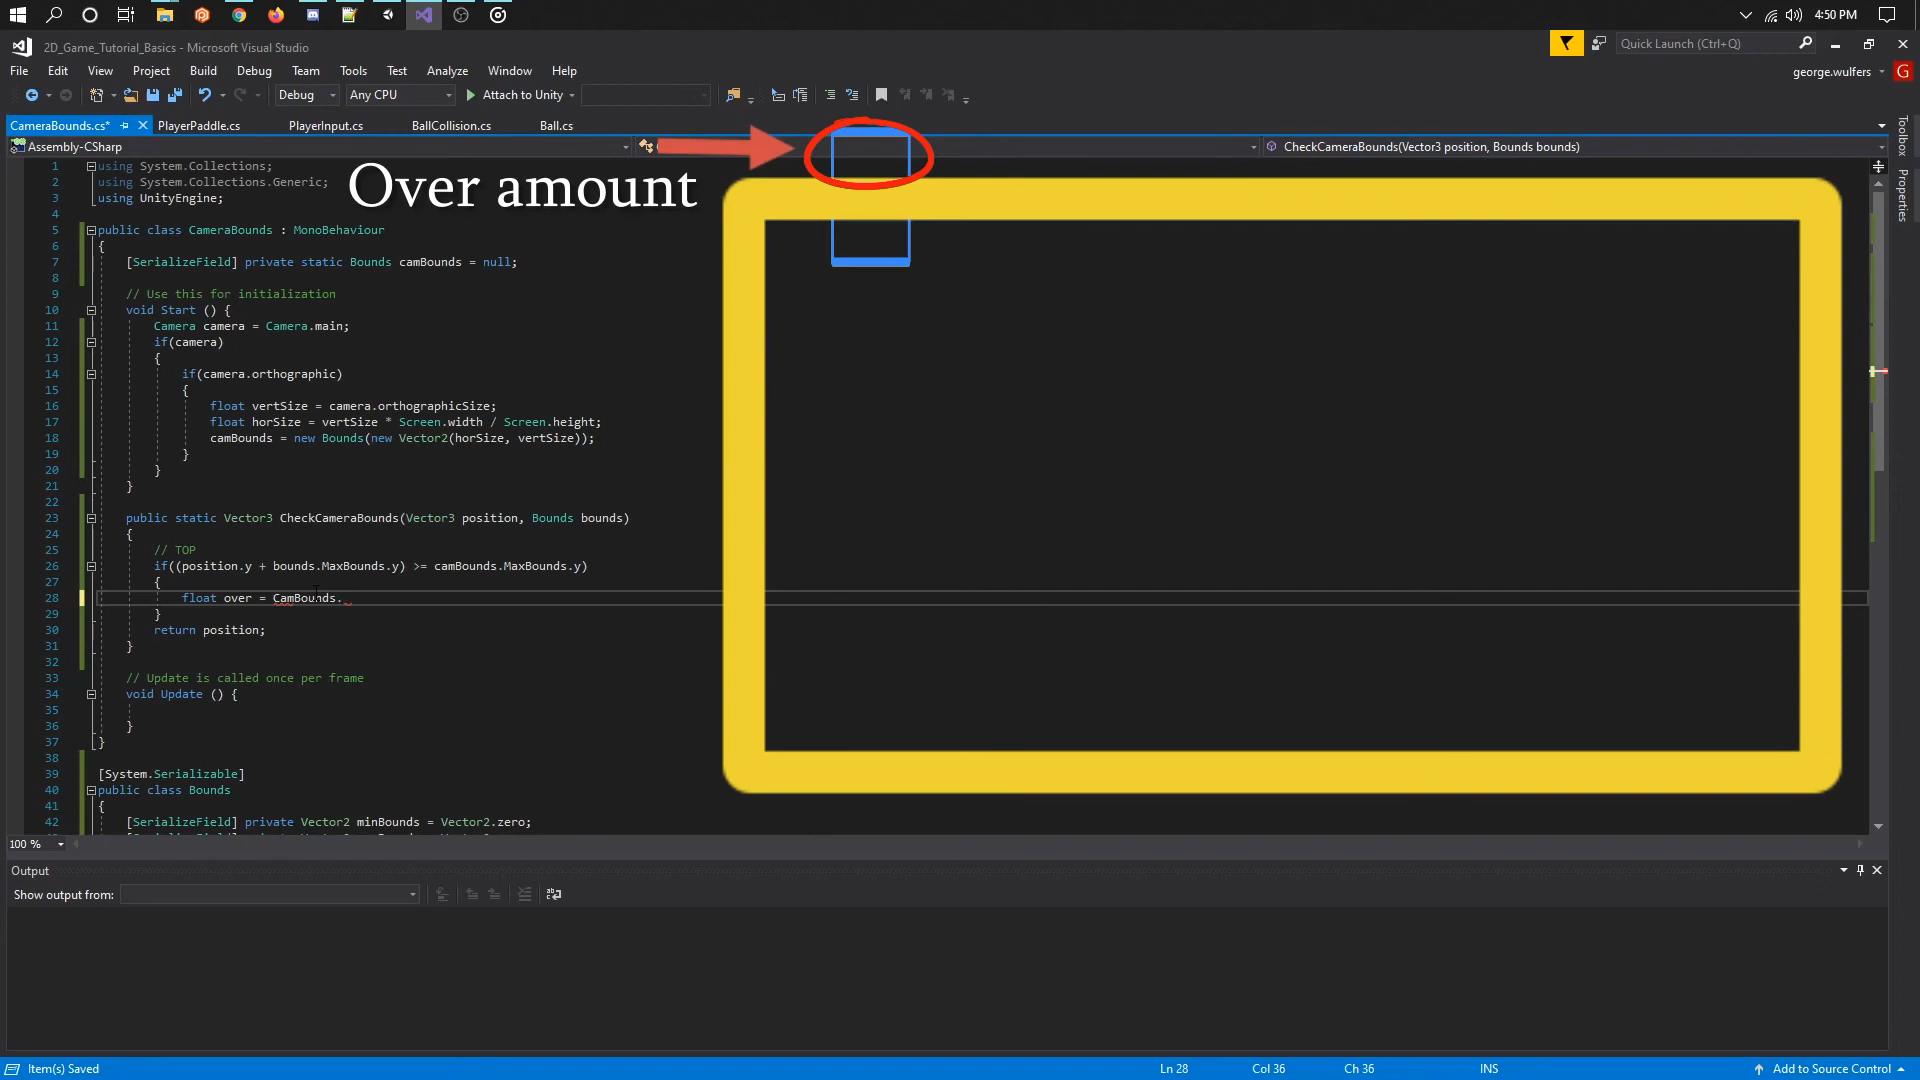 4:50 PM
2D_Game_Tutorial_Basics - Microsoft Visual Studio
Quick Launch (Ctrl+Q)
File Edit View Project Build Debug Team Tools Test Analyze Window Help
george.wulfers
G
Debug Any CPU Attach to Unity
CameraBounds.cs* PlayerPaddle.cs PlayerInput.cs BallCollision.cs Ball.cs
Assembly-CSharp
CheckCameraBounds(Vector3 position, Bounds bounds)
Toolbox
Properties
Over amount
1 using System.Collections;
2 using System.Collections.Generic;
3 using UnityEngine;
4
5 public class CameraBounds : MonoBehaviour
6 {
7 [SerializeField] private static Bounds camBounds = null;
8
9 // Use this for initialization
10 void Start () {
11 Camera camera = Camera.main;
12 if(camera)
13 {
14 if(camera.orthographic)
15 {
16 float vertSize = camera.orthographicSize;
17 float horSize = vertSize * Screen.width / Screen.height;
18 camBounds = new Bounds(new Vector2(horSize, vertSize));
19 }
20 }
21 }
22
23 public static Vector3 CheckCameraBounds(Vector3 position, Bounds bounds)
24 {
25 // TOP
26 if((position.y + bounds.MaxBounds.y) >= camBounds.MaxBounds.y)
27 {
28 float over = CamBounds.
29 }
30 return position;
31 }
32
33 // Update is called once per frame
34 void Update () {
35
36 }
37 }
38
39 [System.Serializable]
40 public class Bounds
41 {
42 [SerializeField] private Vector2 minBounds = Vector2.zero;
100 %
Output
Show output from:
Item(s) Saved
Ln 28 Col 36 Ch 36 INS
Add to Source Control